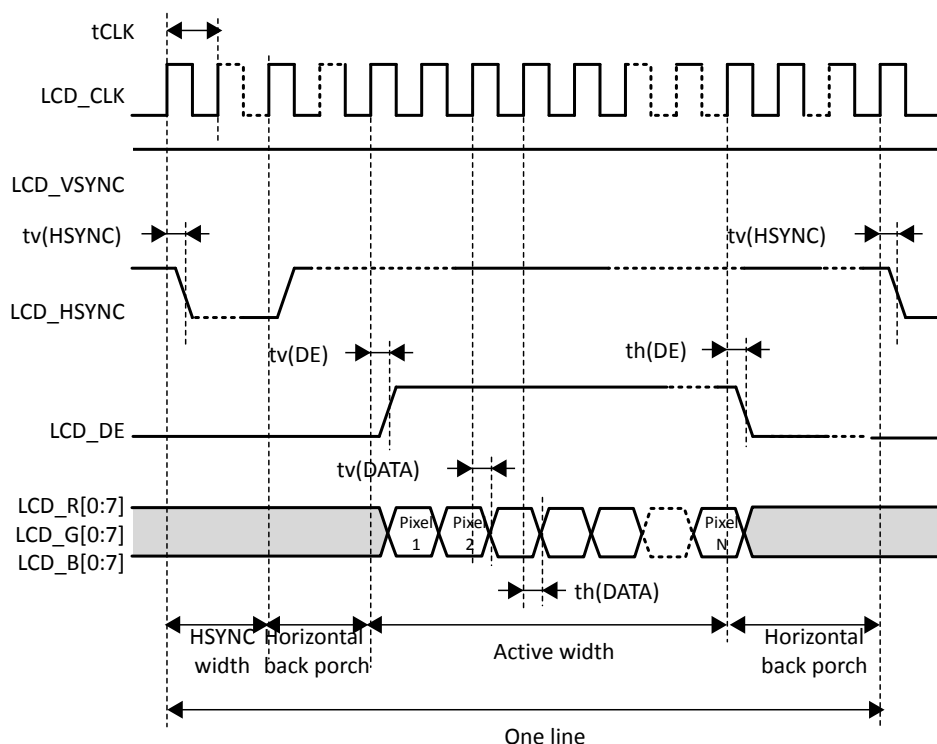 tCLK
LCD_CLK
LCD_VSYNC
tv(HSYNC)
tv(HSYNC)
LCD_HSYNC
tv(DE)
th(DE)
LCD_DE
tv(DATA)
LCD_R[0:7]
LCD_G[0:7]
LCD_B[0:7]
Pixel
1
Pixel
2
Pixel
N
th(DATA)
HSYNC
width
Horizontal
back porch
Active width
Horizontal
back porch
One line